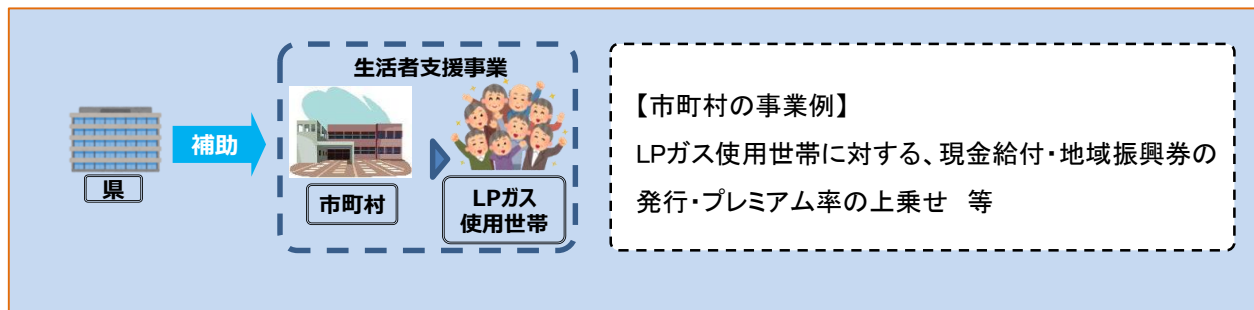 生活者支援事業
県
補助
市町村
LPガス
使用世帯
【市町村の事業例】
LPガス使用世帯に対する、現金給付・地域振興券の
発行・プレミアム率の上乗せ　等